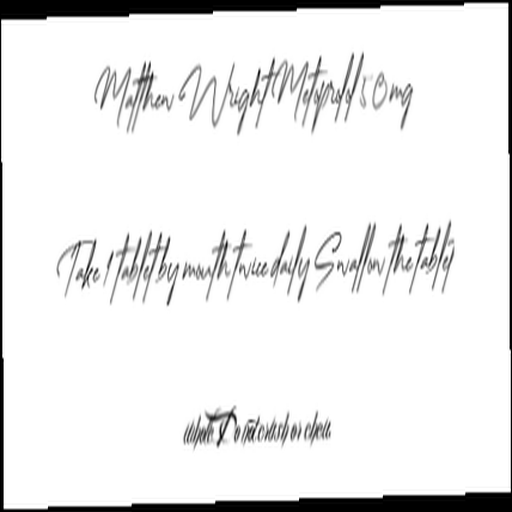 Matthew Wright Metoprolol 50mg
Take 1 tablet by mouth twice daily Swallow the tablet
whole Do not crush or chew